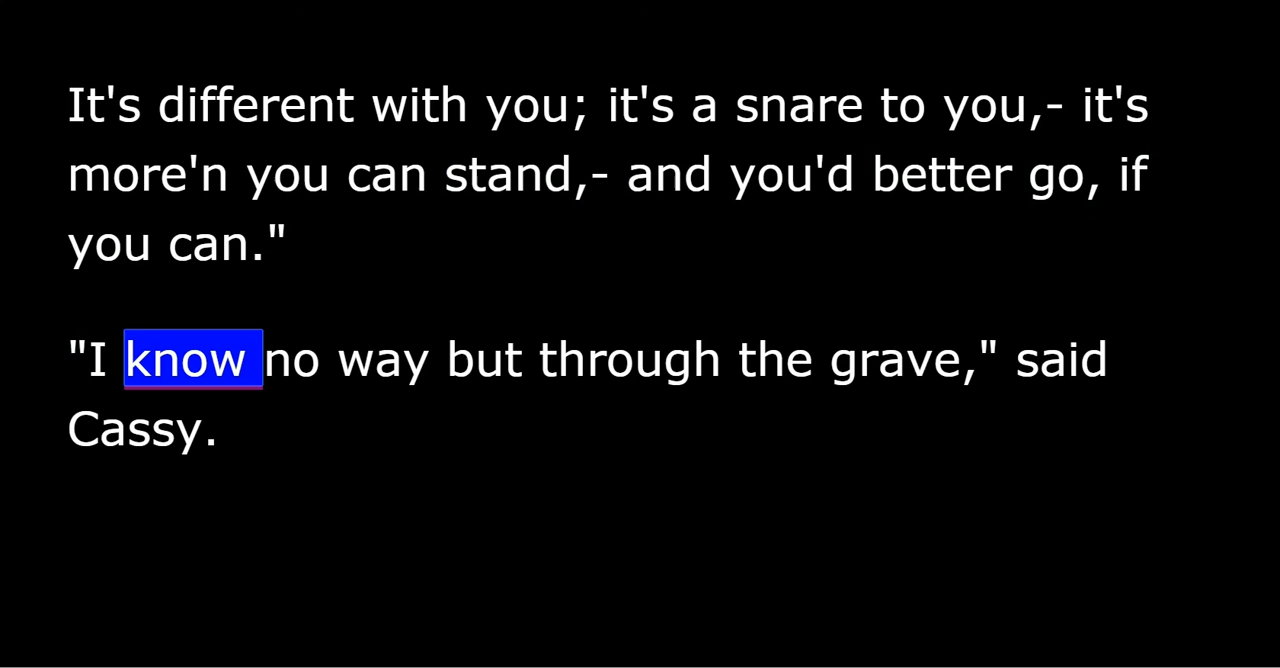 It's different with you; it's a snare to you,- it's
more'n you can stand,- and you'd better go, if
you can."
"I know no way but through the grave," said
Cassy.